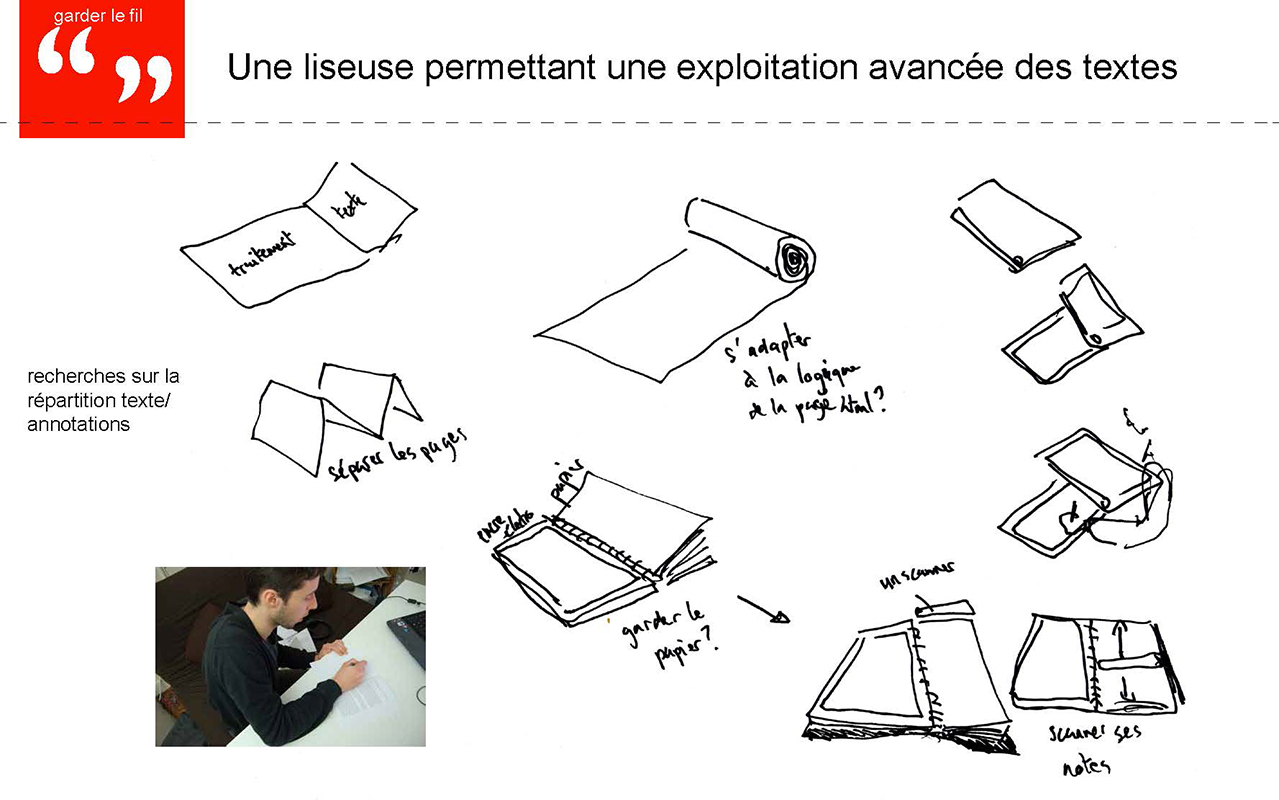 garder le fil
Une liseuse permettant une exploitation avancée des textes
texte
traitement
s'adapter
à la logique
de la page html?
recherches sur la
répartition texte/
annotations
séparer les pages
papier
encre
garder le
papier?
un scanner
scanner ses
notes